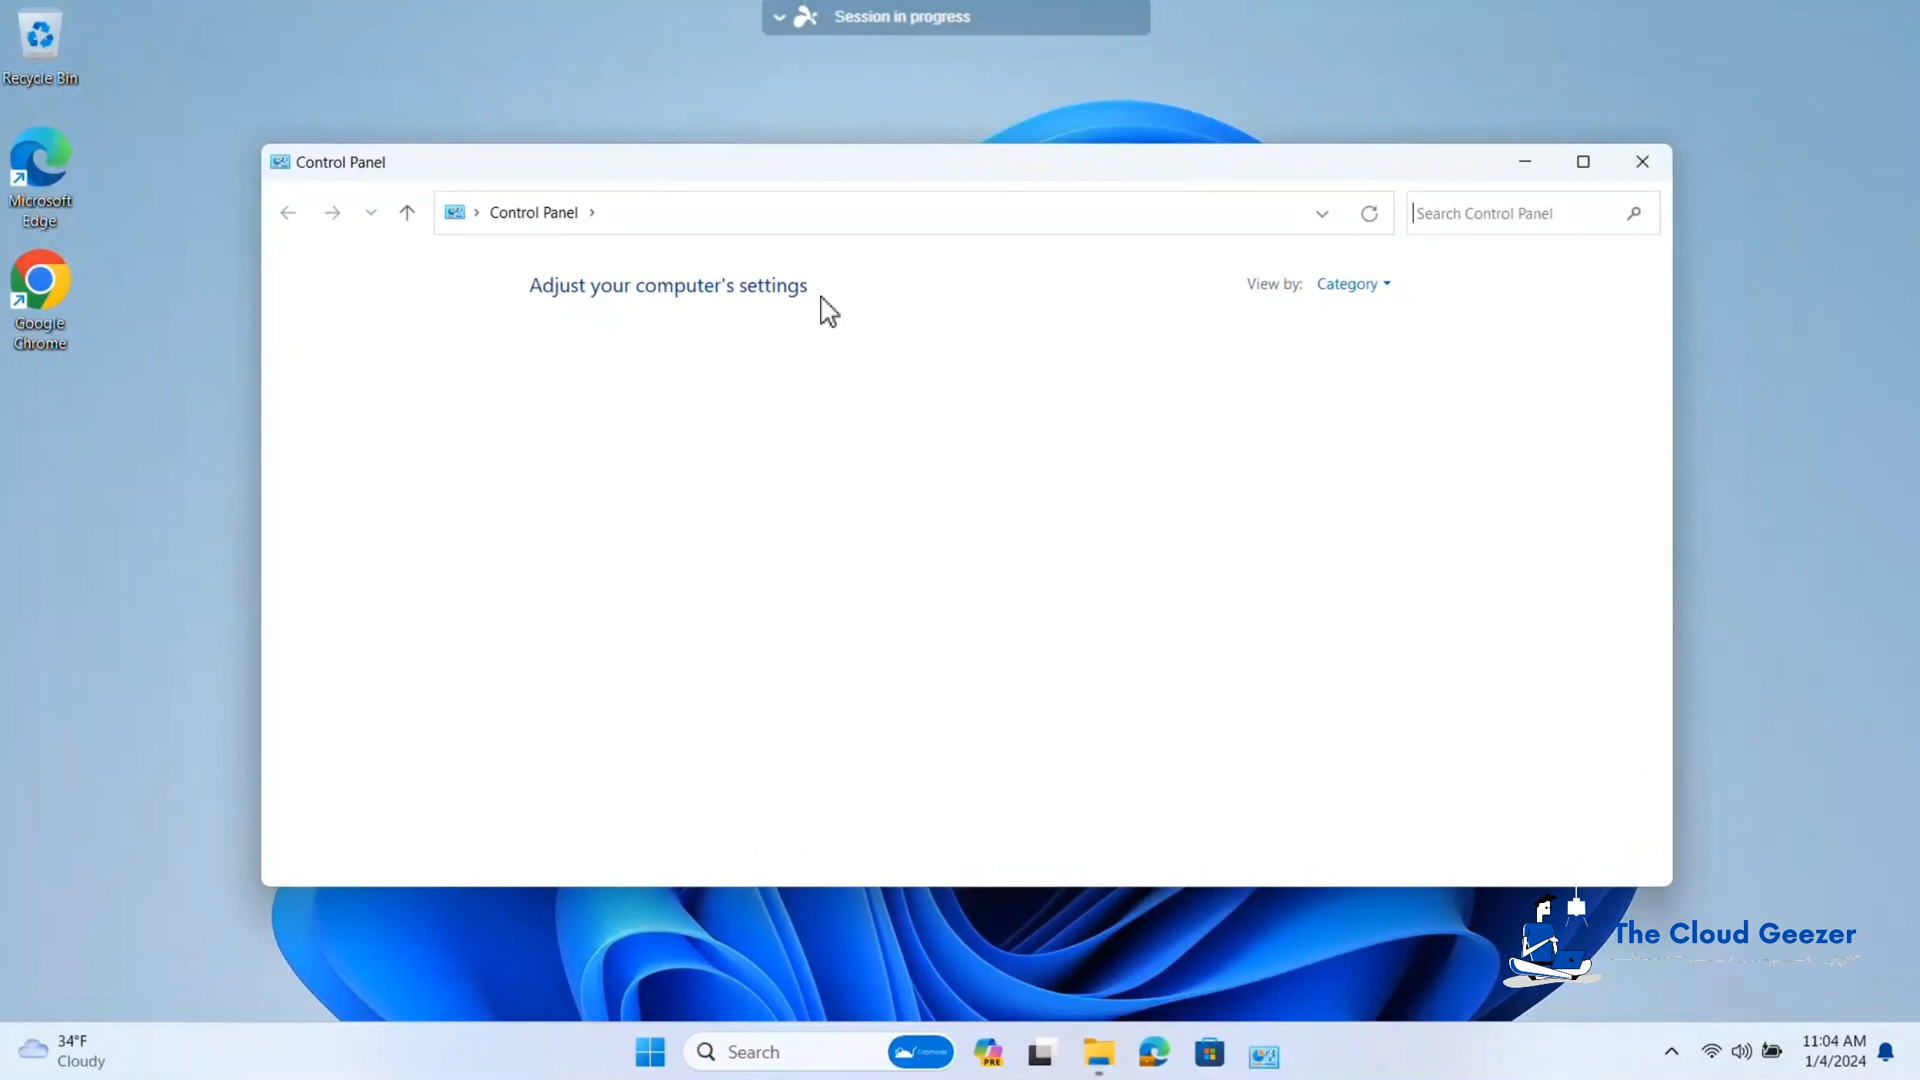 Session in progress
Recycle Bin
Microsoft
Edge
Google
Chrome
Control Panel
Control Panel
Search Control Panel
Adjust your computer's settings
View by: Category
The Cloud Geezer
34°F
Cloudy
Search
PRE
11:04 AM
1/4/2024